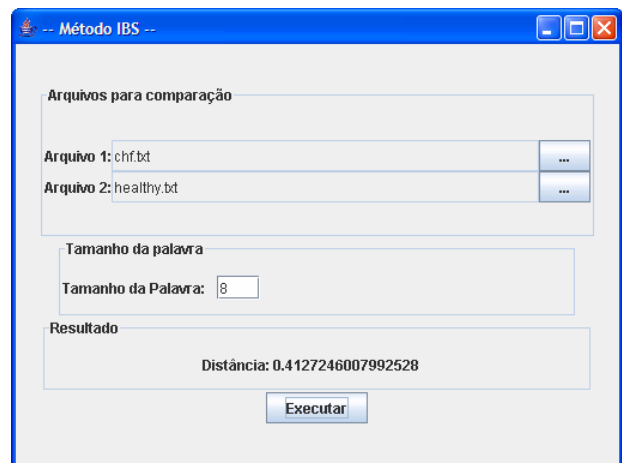 -- Método IBS --
Arquivos para comparação
Arquivo 1: chf.txt ...
Arquivo 2: healthy.txt ...
Tamanho da palavra
Tamanho da Palavra: 8
Resultado
Distância: 0.4127246007992528
Executar